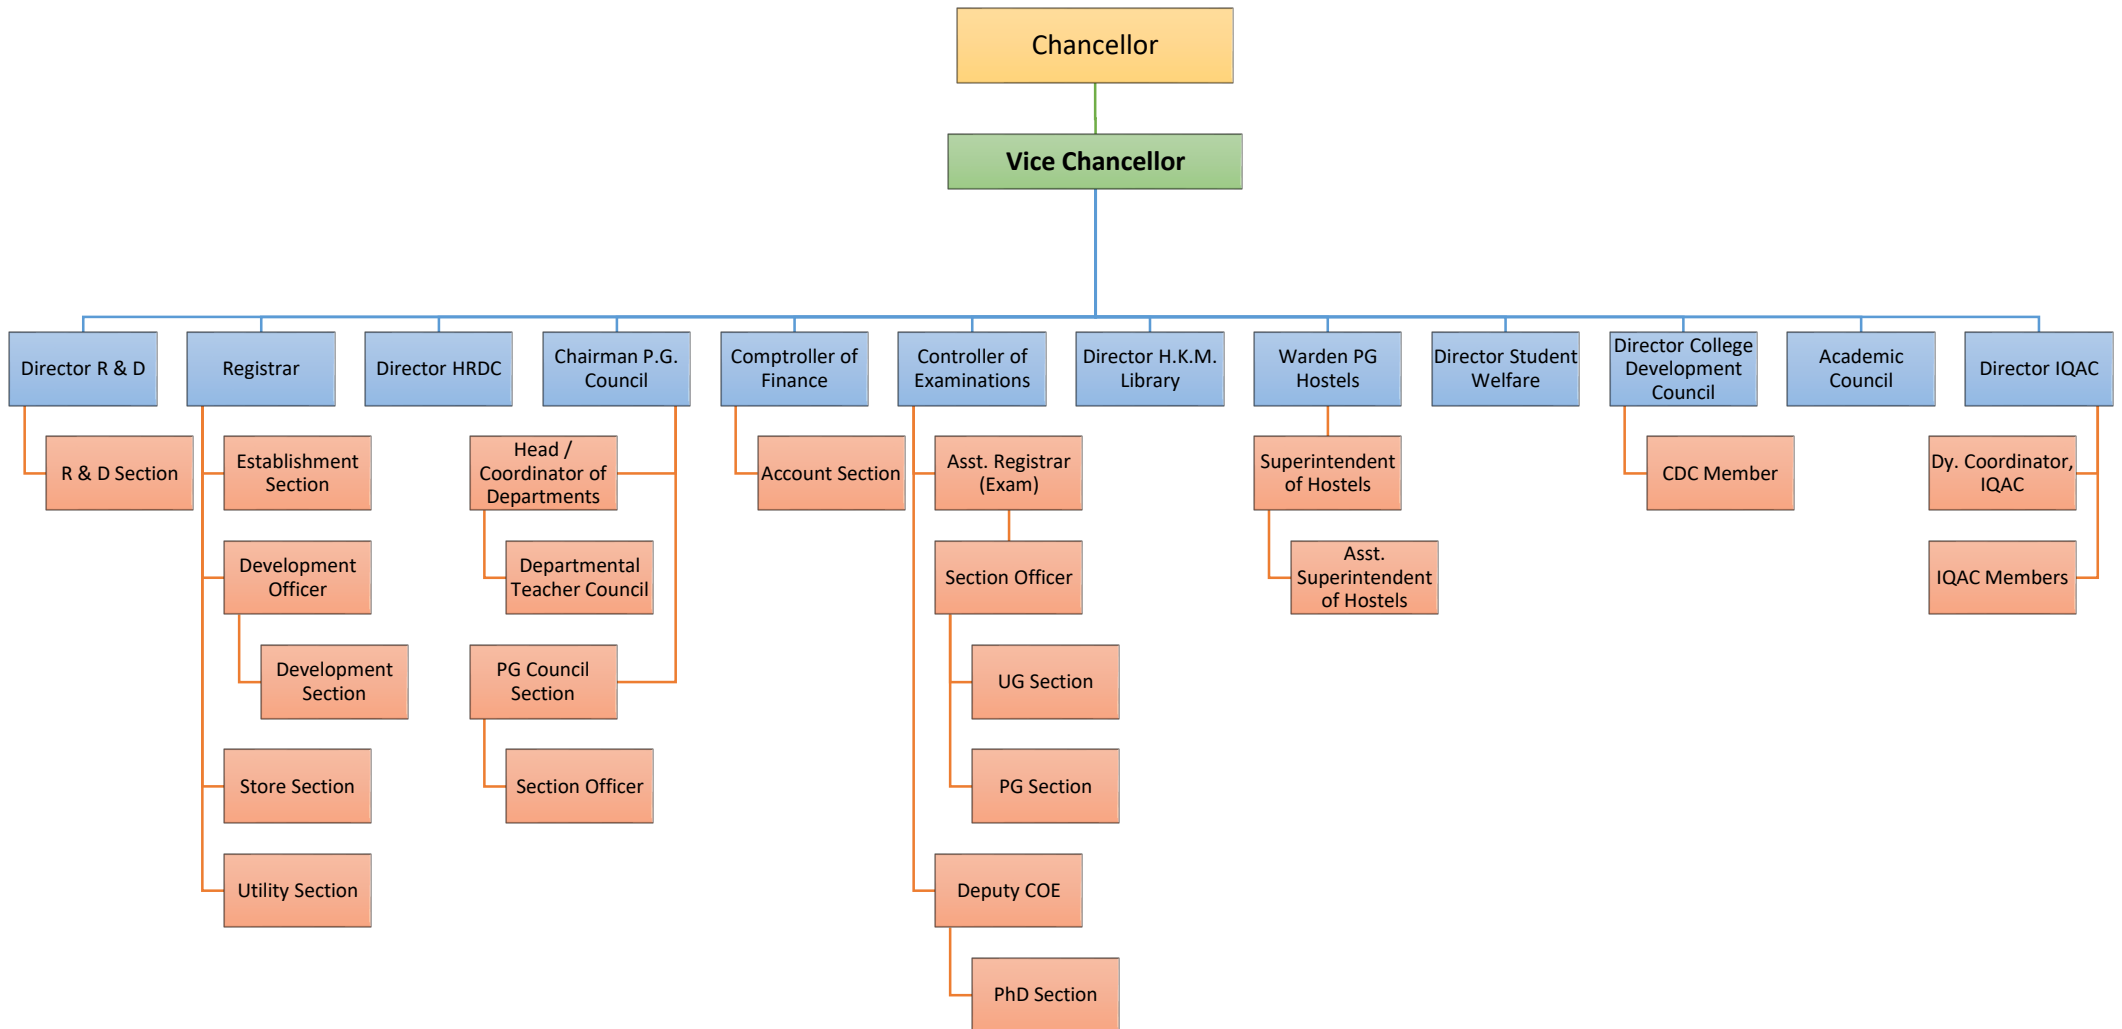 Chancellor
Vice Chancellor
Director R & D
Registrar
Director HRDC
Chairman P.G.
Council
Comptroller of
Finance
Controller of
Examinations
Director H.K.M.
Library
Warden PG
Hostels
Director Student
Welfare
Director College
Development
Council
Academic
Council
Director IQAC
R & D Section
Establishment
Section
Head /
Coordinator of
Departments
Account Section
Asst. Registrar
(Exam)
Superintendent
of Hostels
CDC Member
Dy. Coordinator,
IQAC
Development
Officer
Departmental
Teacher Council
Section Officer
Asst.
Superintendent
of Hostels
IQAC Members
Development
Section
PG Council
Section
UG Section
Store Section
Section Officer
PG Section
Utility Section
Deputy COE
PhD Section